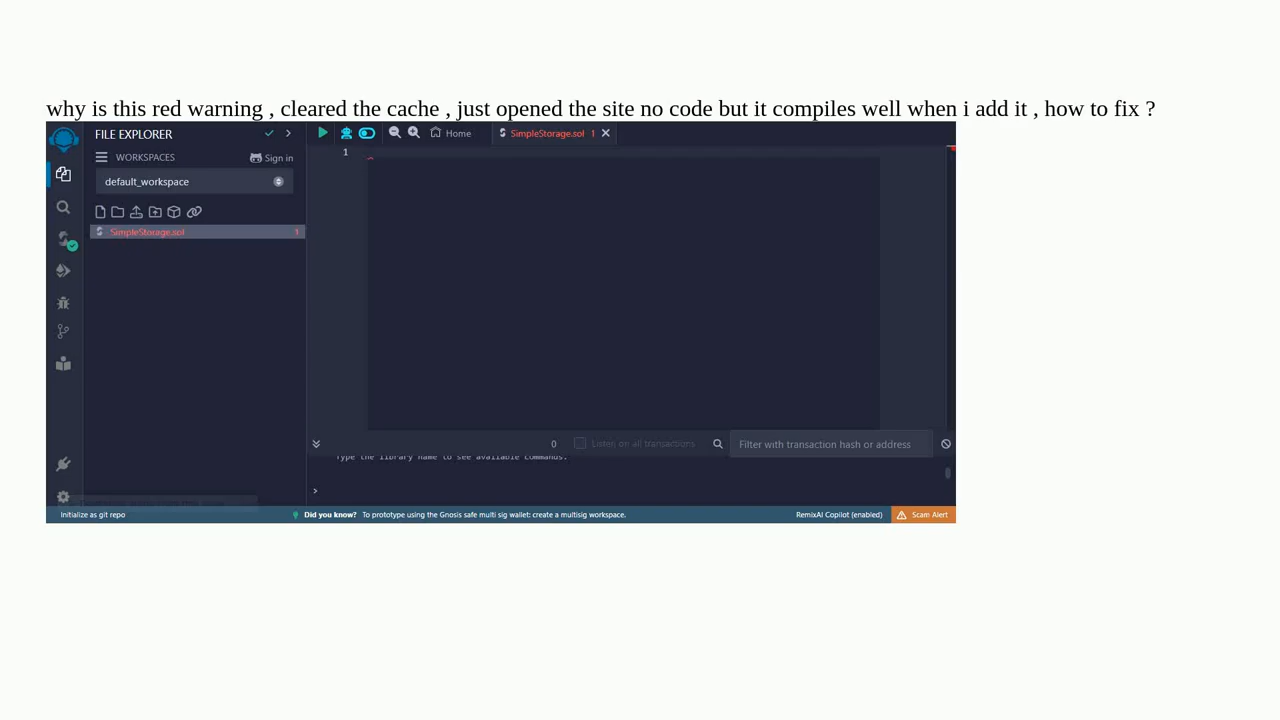 why is this red warning , cleared the cache , just opened the site no code but it compiles well when i add it , how to fix ?
FILE EXPLORER
Home
SimpleStorage.sol 1
WORKSPACES
Sign in
1
default_workspace
SimpleStorage.sol 1
0
Listen on all transactions
Filter with transaction hash or address
Type the library name to see available commands.
>
Initialize as git repo
Did you know? To prototype using the Gnosis safe multi sig wallet: create a multisig workspace.
RemixAI Copilot (enabled)
Scam Alert